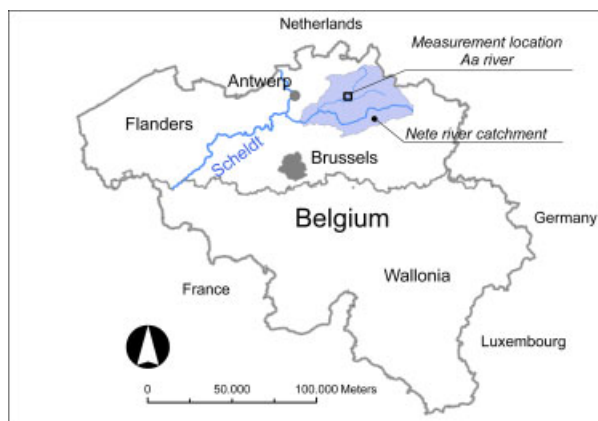 Netherlands
Measurement location
Aa river
Antwerp
Flanders
Nete river catchment
Scheldt
Brussels
Belgium
Germany
Wallonia
France
Luxembourg
0 50.000 100.000 Meters